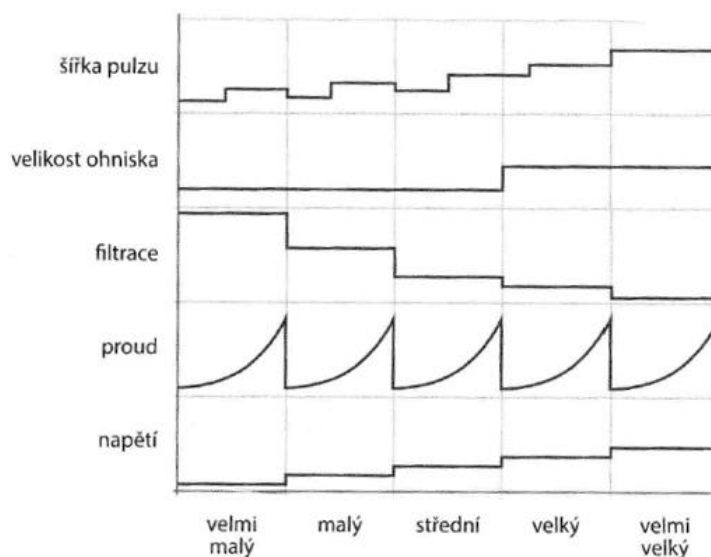 šířka pulzu
velikost ohniska
filtrace
proud
napětí
velmi malý
malý
střední
velký
velmi velký